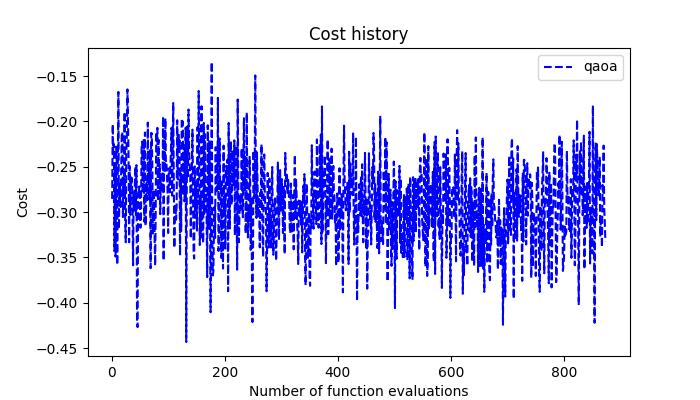 Cost history
qaoa
−0.15
−0.20
−0.25
−0.30
−0.35
−0.40
−0.45
Cost
0 200 400 600 800
Number of function evaluations